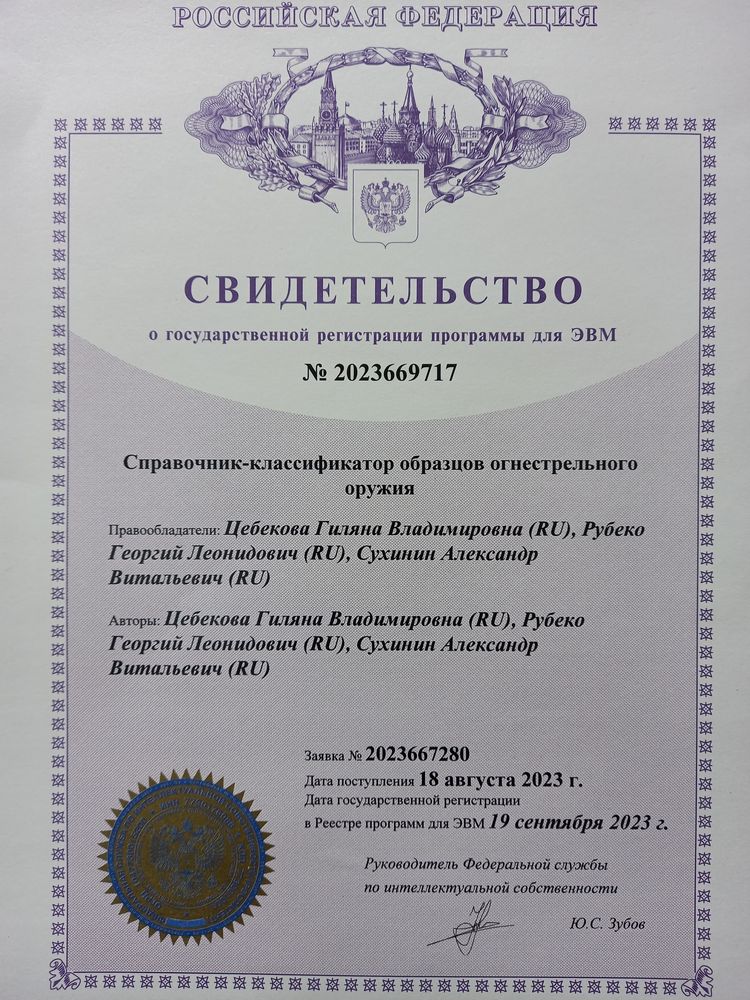 РОССИЙСКАЯ ФЕДЕРАЦИЯ
СВИДЕТЕЛЬСТВО
о государственной регистрации программы для ЭВМ
№ 2023669717
Справочник-классификатор образцов огнестрельного
оружия
Правообладатели: Цебекова Гиляна Владимировна (RU), Рубеко
Георгий Леонидович (RU), Сухинин Александр
Витальевич (RU)
Авторы: Цебекова Гиляна Владимировна (RU), Рубеко
Георгий Леонидович (RU), Сухинин Александр
Витальевич (RU)
Заявка № 2023667280
Дата поступления 18 августа 2023 г.
Дата государственной регистрации
в Реестре программ для ЭВМ 19 сентября 2023 г.
Руководитель Федеральной службы
по интеллектуальной собственности
Ю.С. Зубов